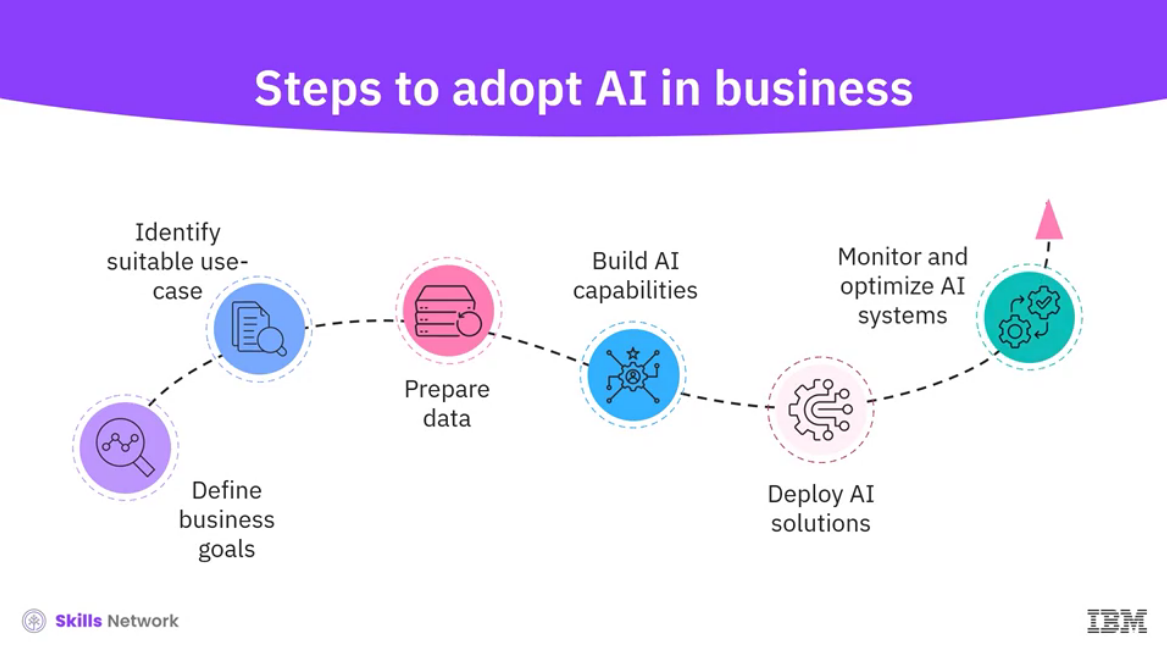 Steps to adopt AI in business
Identify
suitable use-
case
Define
business
goals
Prepare
data
Build AI
capabilities
Deploy AI
solutions
Monitor and
optimize AI
systems
Skills Network
IBM